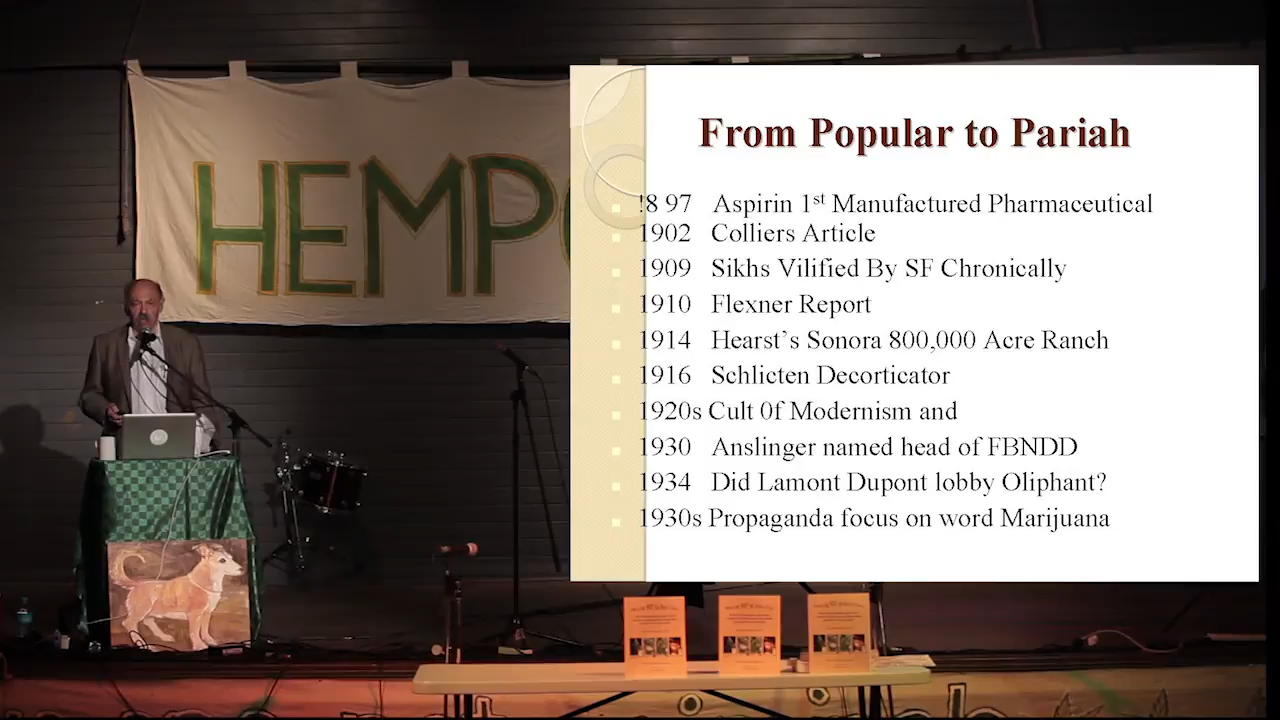 HEMP
From Popular to Pariah
!8 97 Aspirin 1st Manufactured Pharmaceutical
1902 Colliers Article
1909 Sikhs Vilified By SF Chronically
1910 Flexner Report
1914 Hearst's Sonora 800,000 Acre Ranch
1916 Schlicten Decorticator
1920s Cult 0f Modernism and
1930 Anslinger named head of FBNDD
1934 Did Lamont Dupont lobby Oliphant?
1930s Propaganda focus on word Marijuana